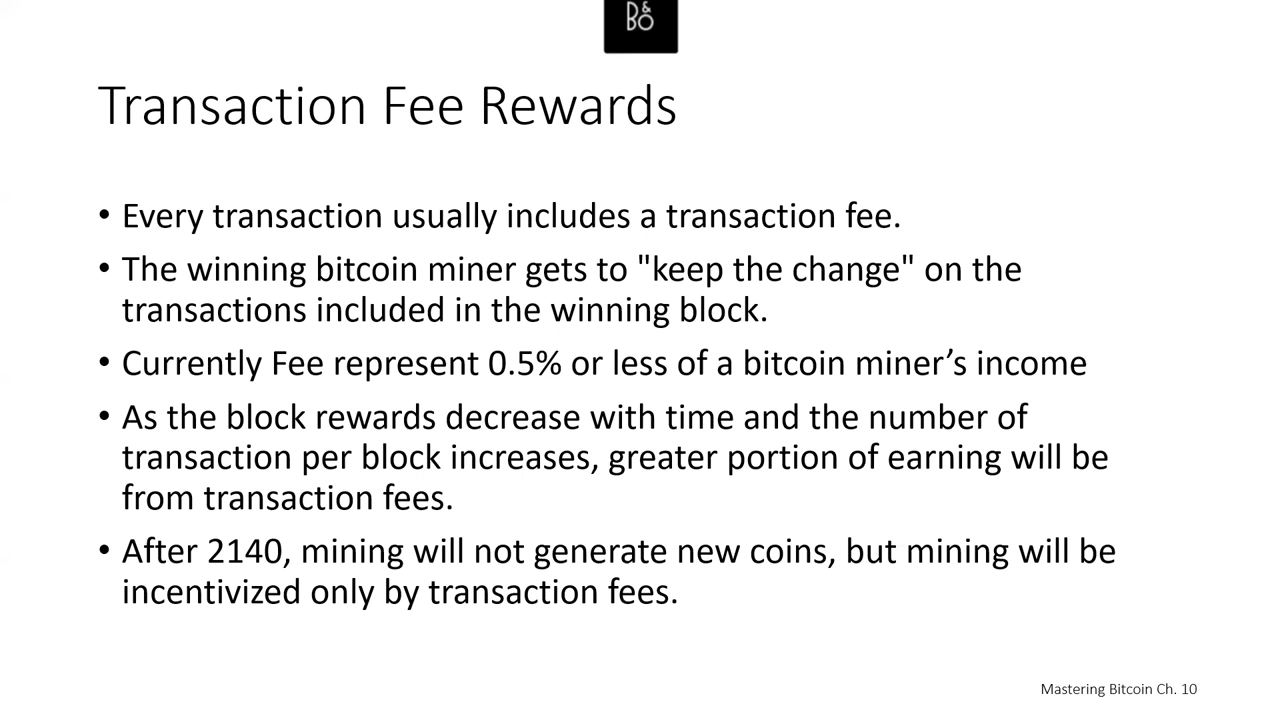 B&O
Transaction Fee Rewards
• Every transaction usually includes a transaction fee.
• The winning bitcoin miner gets to "keep the change" on the
transactions included in the winning block.
• Currently Fee represent 0.5% or less of a bitcoin miner’s income
• As the block rewards decrease with time and the number of
transaction per block increases, greater portion of earning will be
from transaction fees.
• After 2140, mining will not generate new coins, but mining will be
incentivized only by transaction fees.
Mastering Bitcoin Ch. 10